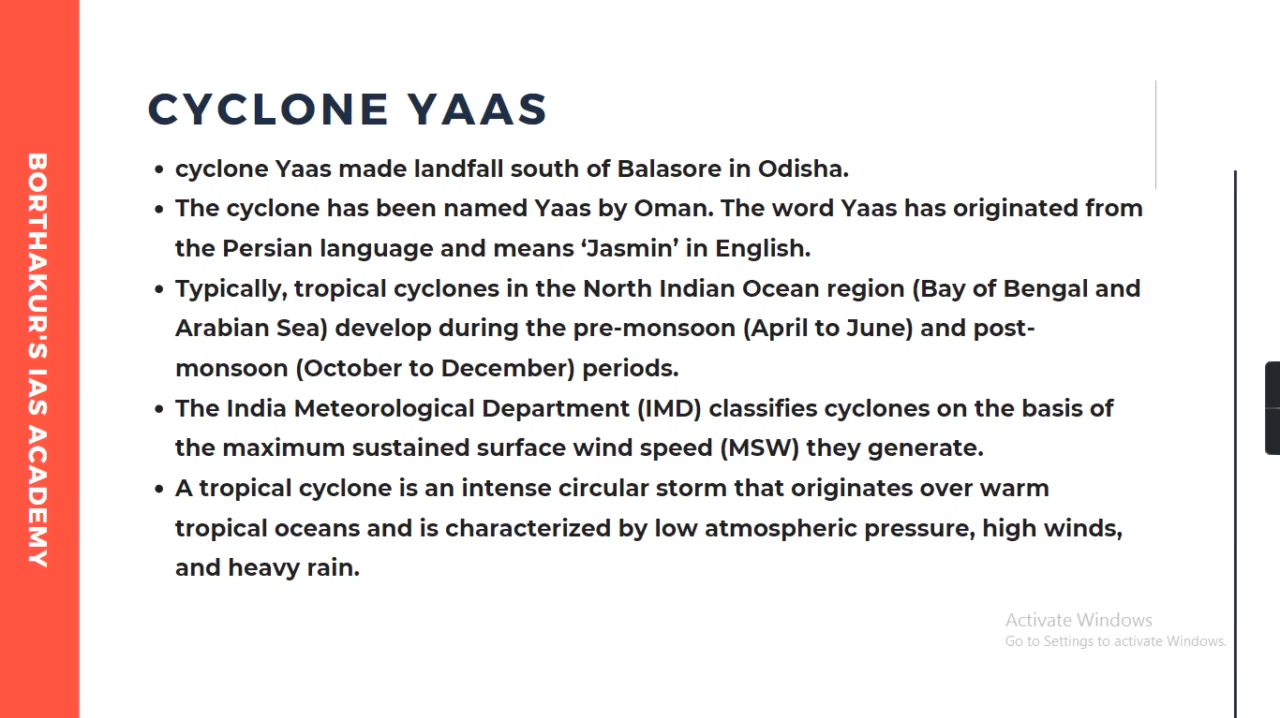 BORTHAKUR'S IAS ACADEMY
CYCLONE YAAS
• cyclone Yaas made landfall south of Balasore in Odisha.
• The cyclone has been named Yaas by Oman. The word Yaas has originated from
the Persian language and means ‘Jasmin’ in English.
• Typically, tropical cyclones in the North Indian Ocean region (Bay of Bengal and
Arabian Sea) develop during the pre-monsoon (April to June) and post-
monsoon (October to December) periods.
• The India Meteorological Department (IMD) classifies cyclones on the basis of
the maximum sustained surface wind speed (MSW) they generate.
• A tropical cyclone is an intense circular storm that originates over warm
tropical oceans and is characterized by low atmospheric pressure, high winds,
and heavy rain.
Activate Windows
Go to Settings to activate Windows.